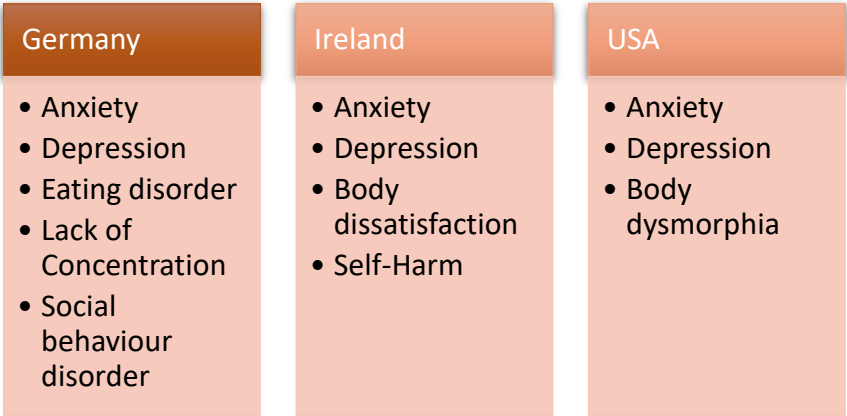 Germany
• Anxiety
• Depression
• Eating disorder
• Lack of
Concentration
• Social
behaviour
disorder
Ireland
• Anxiety
• Depression
• Body
dissatisfaction
• Self-Harm
USA
• Anxiety
• Depression
• Body
dysmorphia